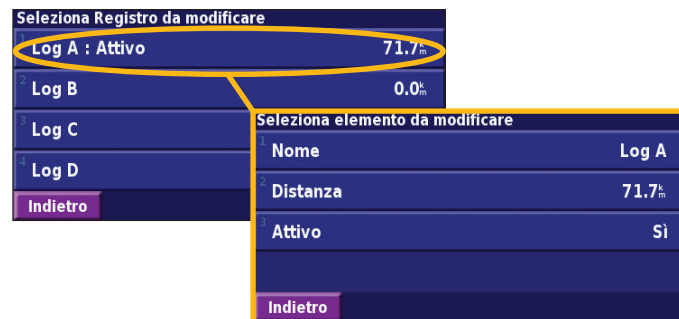 Seleziona Registro da modificare
1 Log A : Attivo 71.7km
2 Log B 0.0km
3 Log C
4 Log D
Indietro
Seleziona elemento da modificare
1 Nome Log A
2 Distanza 71.7km
3 Attivo Sì
Indietro